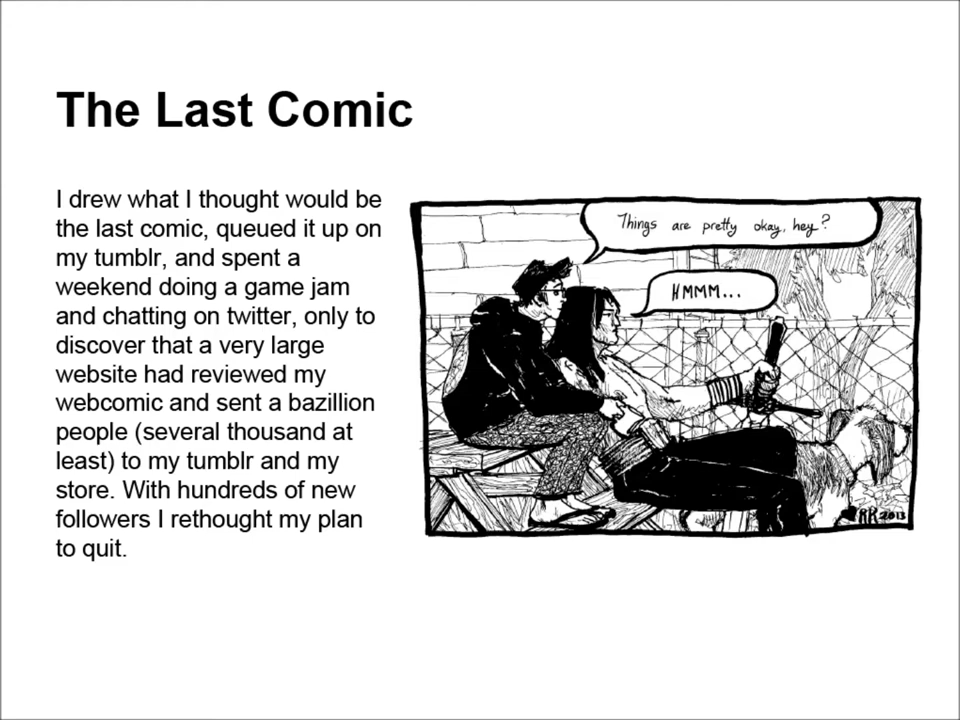 The Last Comic
I drew what I thought would be
the last comic, queued it up on
my tumblr, and spent a
weekend doing a game jam
and chatting on twitter, only to
discover that a very large
website had reviewed my
webcomic and sent a bazillion
people (several thousand at
least) to my tumblr and my
store. With hundreds of new
followers I rethought my plan
to quit.
Things are pretty okay, hey?
HMMM...
RR 2013